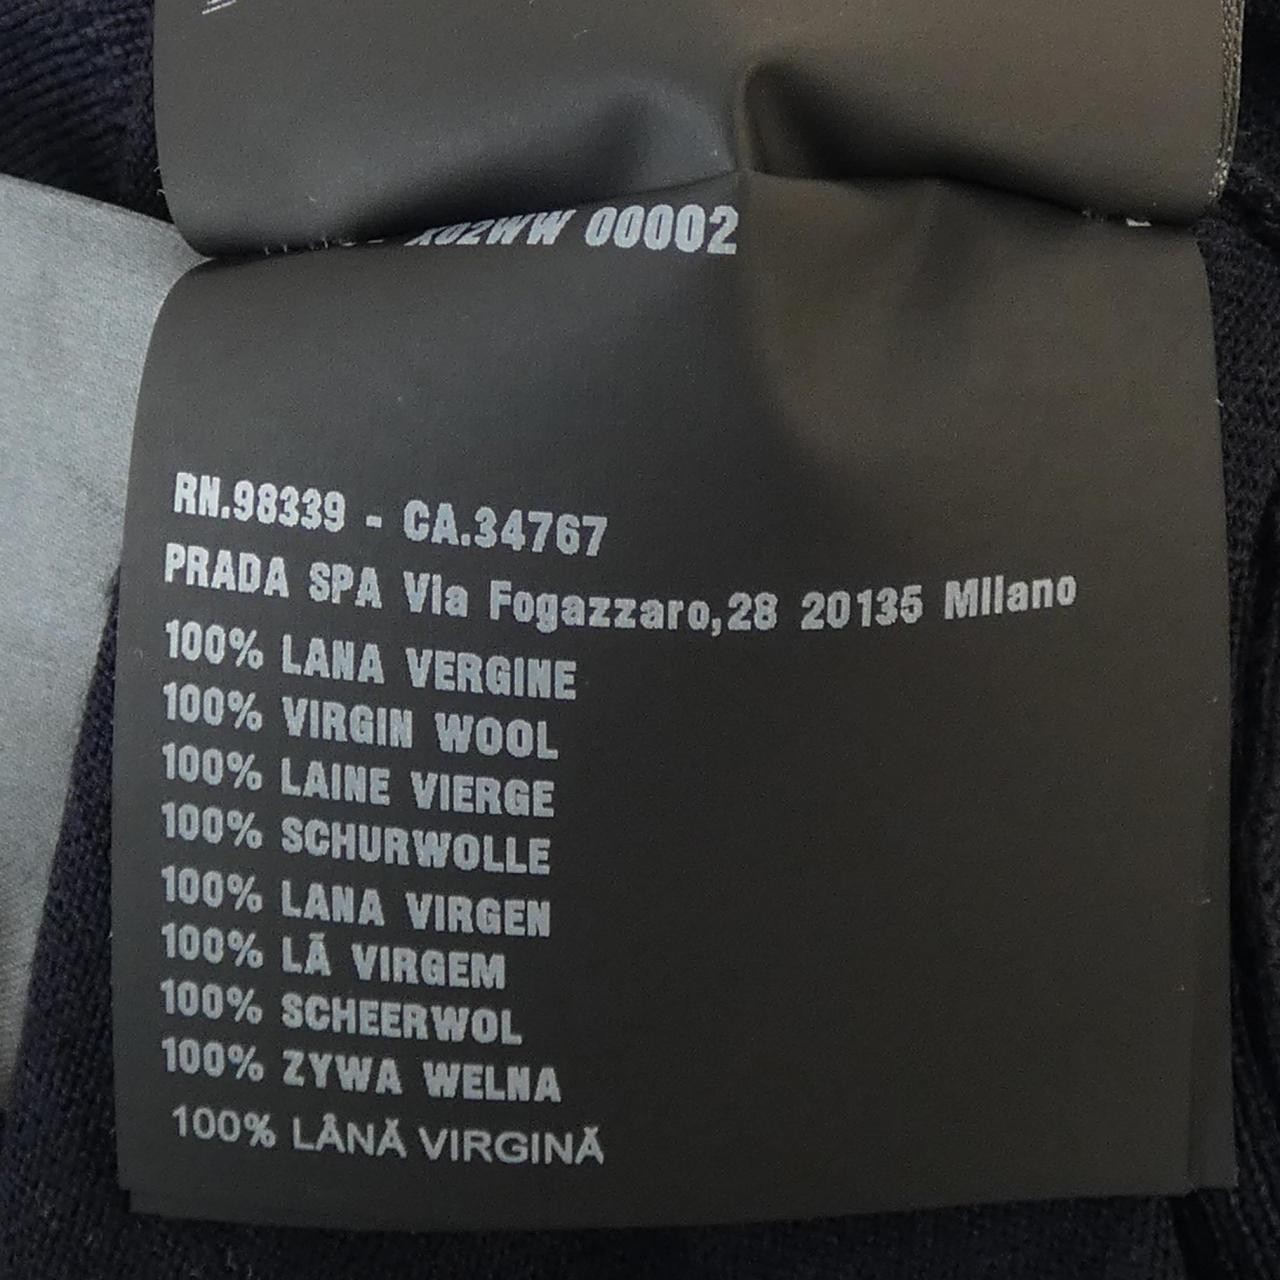 00002
RN.98339 - CA.34767
PRADA SPA Via Fogazzaro,28 20135 Milano
100% LANA VERGINE
100% VIRGIN WOOL
100% LAINE VIERGE
100% SCHURWOLLE
100% LANA VIRGEN
100% LÃ VIRGEM
100% SCHEERWOL
100% ZYWA WELNA
100% LÂNĂ VIRGINĂ